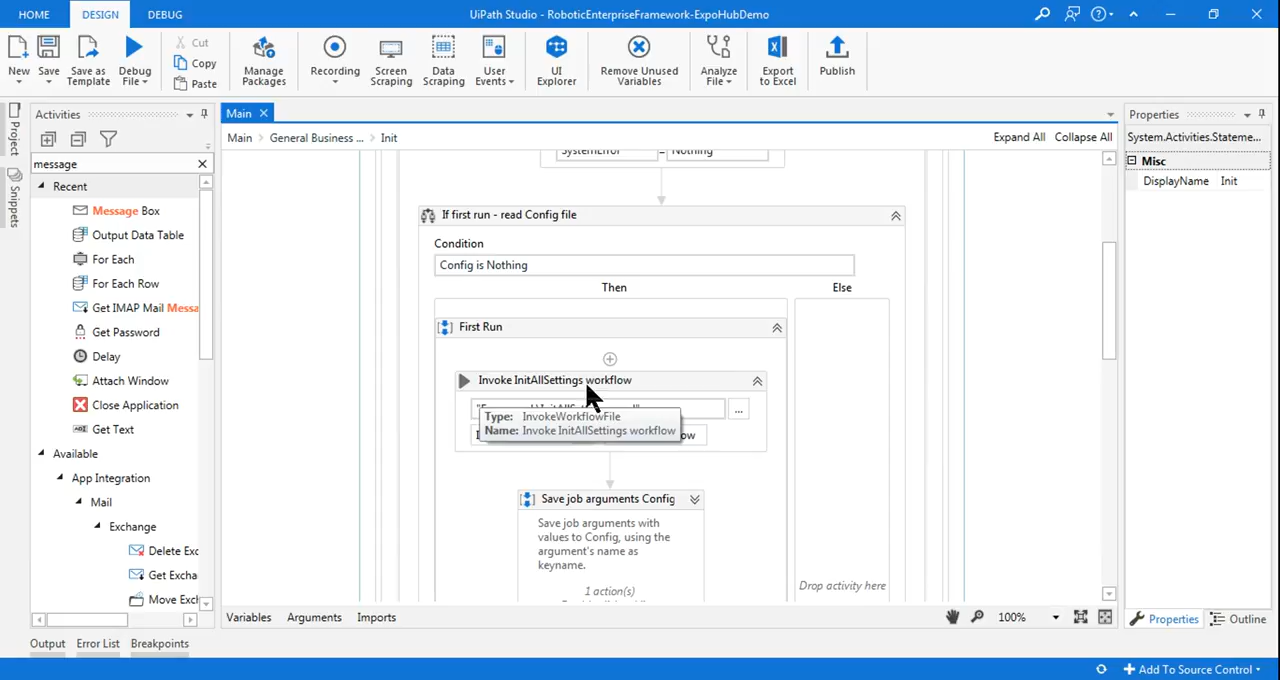 HOME
DESIGN
DEBUG
UiPath Studio - RoboticEnterpriseFramework-ExpoHubDemo
New
Save
Save as
Template
Debug
File
Cut
Copy
Paste
Manage
Packages
Recording
Screen
Scraping
Data
Scraping
User
Events
UI
Explorer
Remove Unused
Variables
Analyze
File
Export
to Excel
Publish
Project
Snippets
Activities
message
Recent
Message Box
Output Data Table
For Each
For Each Row
Get IMAP Mail Messa
Get Password
Delay
Attach Window
Close Application
Get Text
Available
App Integration
Mail
Exchange
Delete Exc
Get Excha
Move Exch
Main
Main > General Business ... > Init
Expand All
Collapse All
SystemError
=
Nothing
If first run - read Config file
Condition
Config is Nothing
Then
Else
First Run
Invoke InitAllSettings workflow
...
Type: InvokeWorkflowFile
Name: Invoke InitAllSettings workflow
ow
Save job arguments Config
Save job arguments with
values to Config, using the
argument's name as
keyname.
1 action(s)
Drop activity here
Variables
Arguments
Imports
100%
Properties
System.Activities.Stateme...
Misc
DisplayName
Init
Properties
Outline
Output
Error List
Breakpoints
Add To Source Control